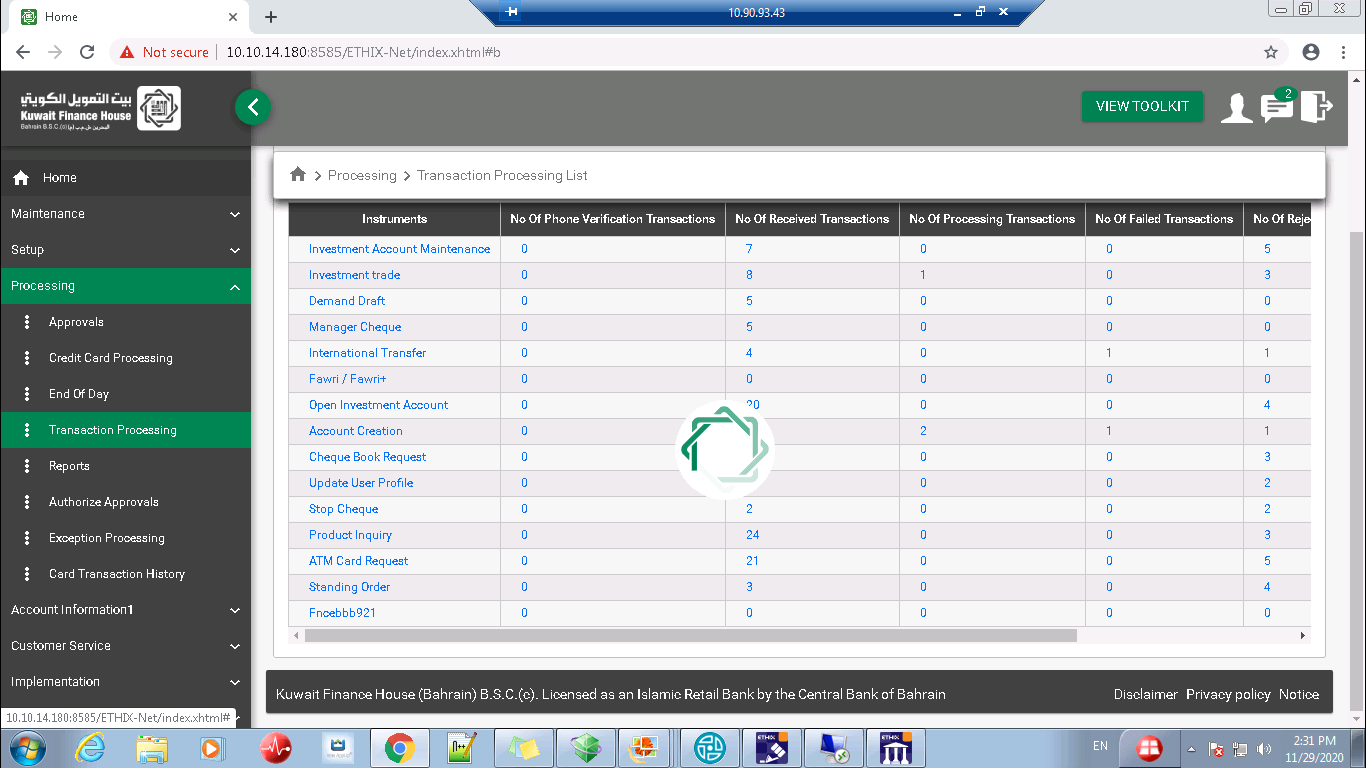 Home
10.90.93.43
Not secure
10.10.14.180:8585/ETHIX-Net/index.xhtml#b
بيت التمويل الكويتي
Kuwait Finance House
Bahrain B.S.C.(c)
VIEW TOOLKIT
2
Home
Maintenance
Setup
Processing
Approvals
Credit Card Processing
End Of Day
Transaction Processing
Reports
Authorize Approvals
Exception Processing
Card Transaction History
Account Information1
Customer Service
Implementation
Processing
Transaction Processing List
Instruments No Of Phone Verification Transactions No Of Received Transactions No Of Processing Transactions No Of Failed Transactions No Of Reje
Investment Account Maintenance 0 7 0 0 5
Investment trade 0 8 1 0 3
Demand Draft 0 5 0 0 0
Manager Cheque 0 5 0 0 0
International Transfer 0 4 0 1 1
Fawri / Fawri+ 0 0 0 0 0
Open Investment Account 0 20 0 0 4
Account Creation 0 2 1 1
Cheque Book Request 0 0 0 3
Update User Profile 0 0 0 2
Stop Cheque 0 2 0 0 2
Product Inquiry 0 24 0 0 3
ATM Card Request 0 21 0 0 5
Standing Order 0 3 0 0 4
Fncebbb921 0 0 0 0 0
Kuwait Finance House (Bahrain) B.S.C.(c). Licensed as an Islamic Retail Bank by the Central Bank of Bahrain
Disclaimer Privacy policy Notice
10.10.14.180:8585/ETHIX-Net/index.xhtml#
EN
2:31 PM
11/29/2020